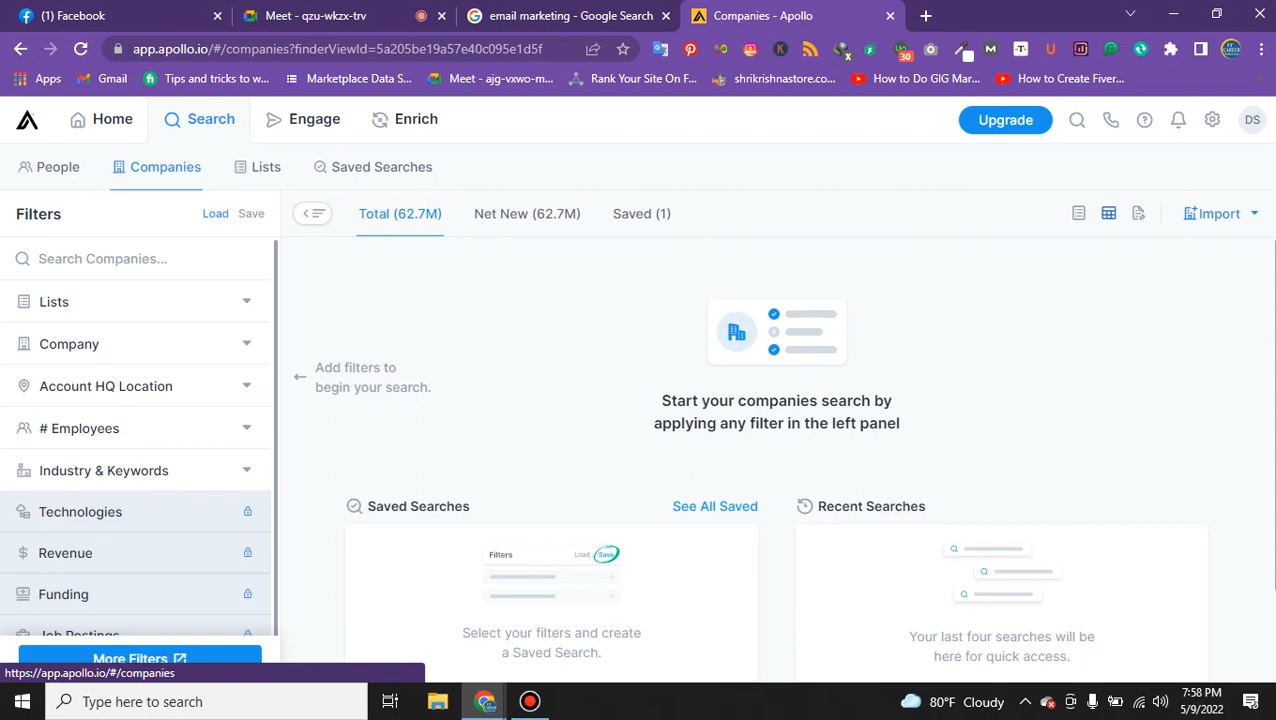 (1) Facebook
Meet - qzu-wkzx-trv
email marketing - Google Search
Companies - Apollo
app.apollo.io/#/companies?finderViewId=5a205be19a57e40c095e1d5f
30
Apps
Gmail
Tips and tricks to w...
Marketplace Data S...
Meet - ajg-vxwo-m...
Rank Your Site On F...
shrikrishnastore.co...
How to Do GIG Mar...
How to Create Fiver...
Home
Search
Engage
Enrich
Upgrade
DS
People
Companies
Lists
Saved Searches
Filters
Load
Save
Total (62.7M)
Net New (62.7M)
Saved (1)
Import
Search Companies...
Lists
Company
Account HQ Location
# Employees
Industry & Keywords
Technologies
Revenue
Funding
Job Postings
More Filters
Add filters to
begin your search.
Start your companies search by
applying any filter in the left panel
Saved Searches
See All Saved
Filters
Load
Save
Select your filters and create
a Saved Search.
Recent Searches
Your last four searches will be
here for quick access.
https://app.apollo.io/#/companies
Type here to search
80°F Cloudy
7:58 PM
5/9/2022